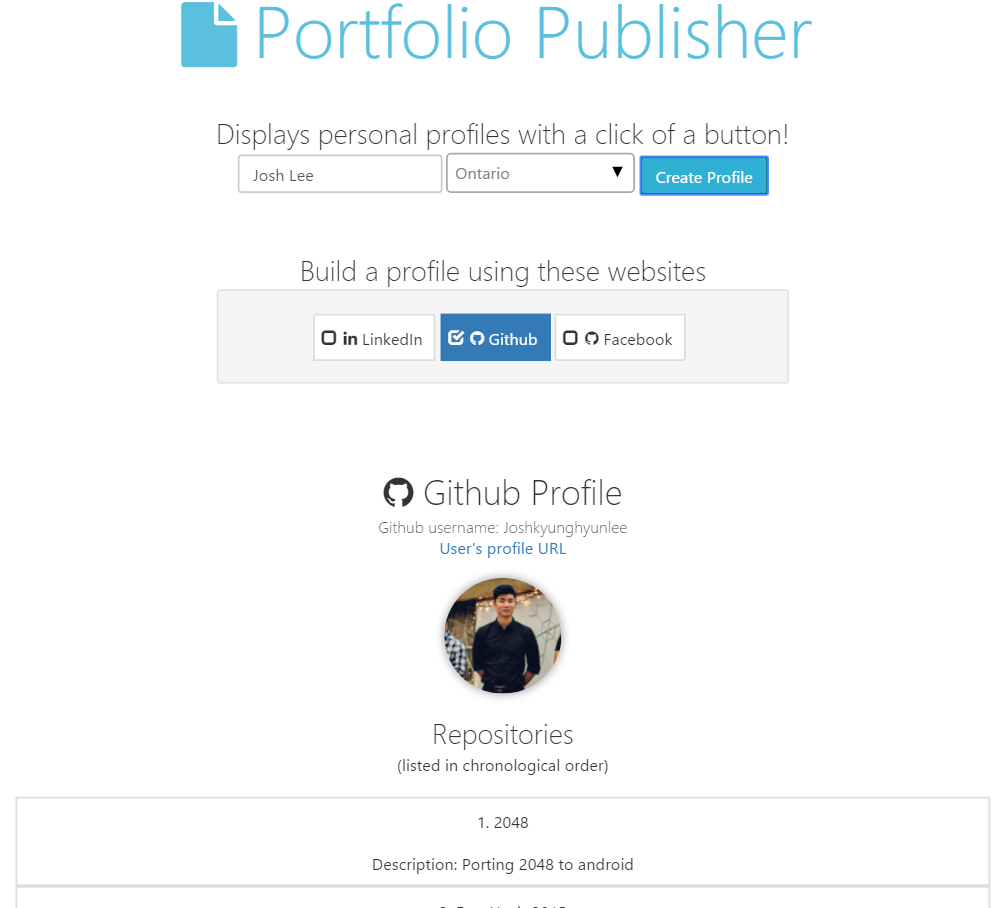 Portfolio Publisher
Displays personal profiles with a click of a button!
Josh Lee Ontario Create Profile
Build a profile using these websites
in LinkedIn Github Facebook
Github Profile
Github username: Joshkyunghyunlee
User's profile URL
Repositories
(listed in chronological order)
1. 2048
Description: Porting 2048 to android